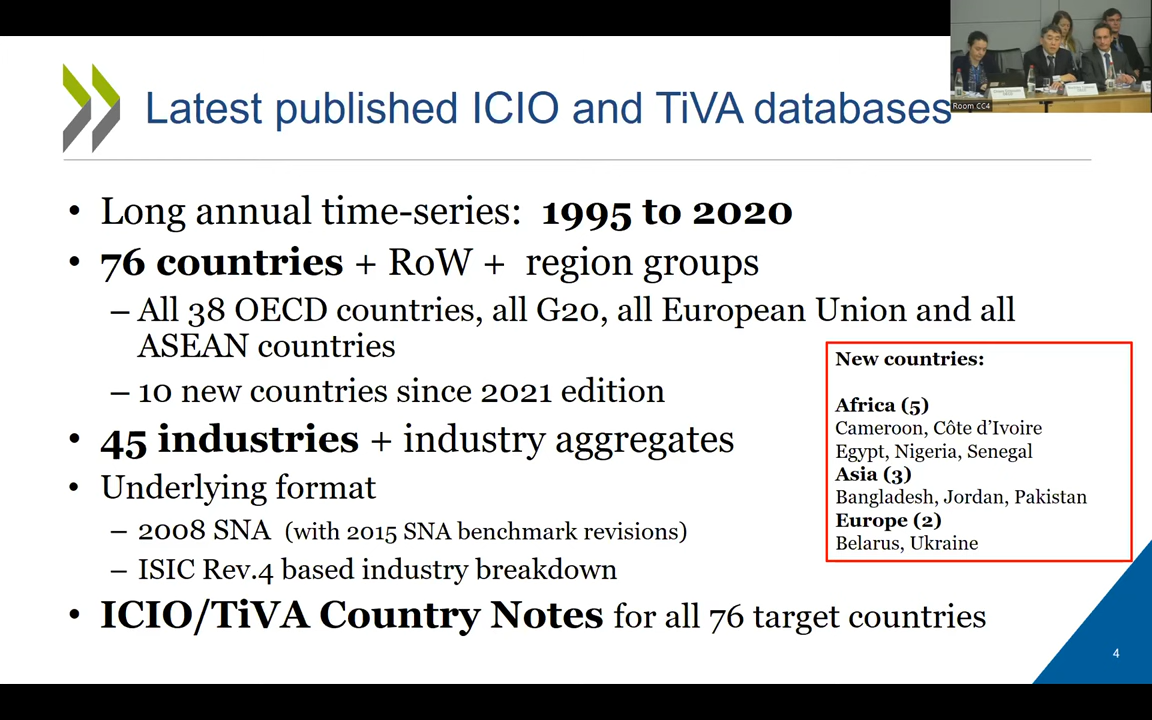 Latest published ICIO and TiVA databases
Room CC4
• Long annual time-series: 1995 to 2020
• 76 countries + RoW + region groups
– All 38 OECD countries, all G20, all European Union and all
ASEAN countries
– 10 new countries since 2021 edition
• 45 industries + industry aggregates
• Underlying format
– 2008 SNA (with 2015 SNA benchmark revisions)
– ISIC Rev.4 based industry breakdown
• ICIO/TiVA Country Notes for all 76 target countries
New countries:
Africa (5)
Cameroon, Côte d’Ivoire
Egypt, Nigeria, Senegal
Asia (3)
Bangladesh, Jordan, Pakistan
Europe (2)
Belarus, Ukraine
4